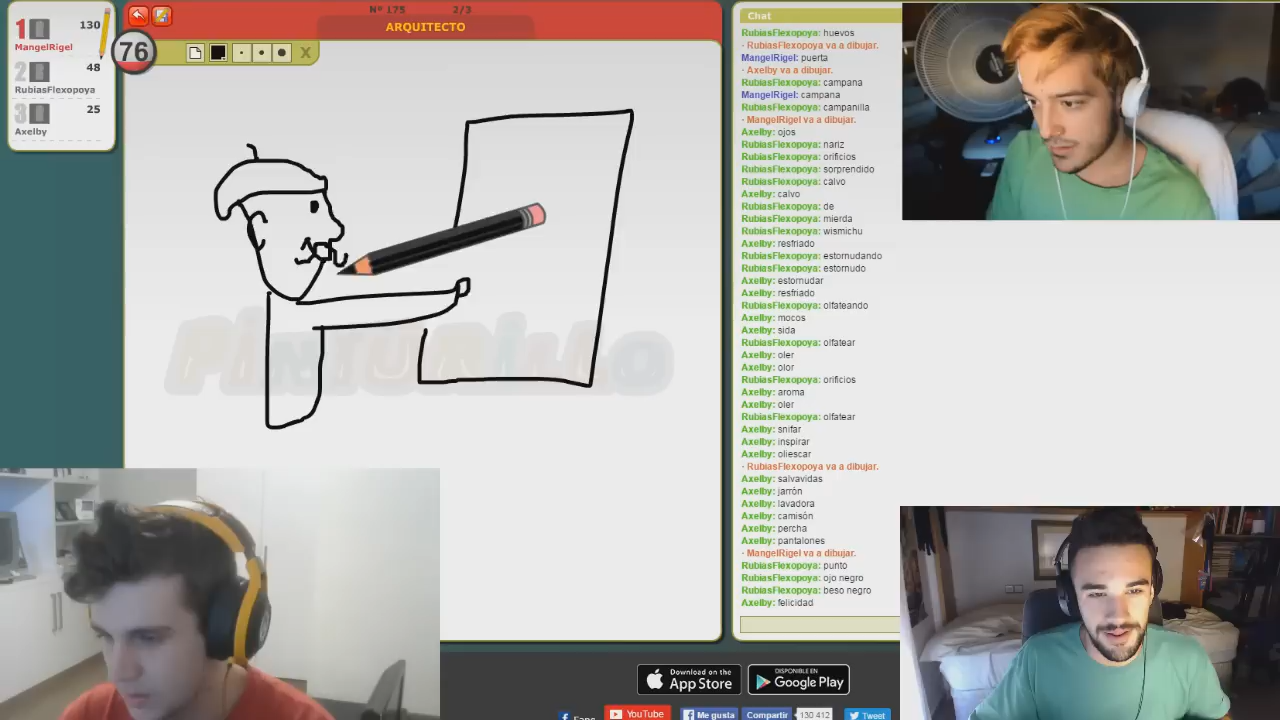 1
130
MangelRigel
2
48
RubiasFlexopoya
3
25
Axelby
76
Nº 175
2/3
ARQUITECTO
X
PINTURILLO
Chat
RubiasFlexopoya: huevos
· RubiasFlexopoya va a dibujar.
MangelRigel: puerta
· Axelby va a dibujar.
RubiasFlexopoya: campana
MangelRigel: campana
RubiasFlexopoya: campanilla
· MangelRigel va a dibujar.
Axelby: ojos
RubiasFlexopoya: nariz
RubiasFlexopoya: orificios
RubiasFlexopoya: sorprendido
RubiasFlexopoya: calvo
Axelby: calvo
RubiasFlexopoya: de
RubiasFlexopoya: mierda
RubiasFlexopoya: wismichu
Axelby: resfriado
RubiasFlexopoya: estornudando
RubiasFlexopoya: estornudo
Axelby: estornudar
Axelby: resfriado
RubiasFlexopoya: olfateando
Axelby: mocos
Axelby: sida
RubiasFlexopoya: olfatear
Axelby: oler
Axelby: olor
RubiasFlexopoya: orificios
Axelby: aroma
Axelby: oler
RubiasFlexopoya: olfatear
Axelby: snifar
Axelby: inspirar
Axelby: oliescar
· RubiasFlexopoya va a dibujar.
Axelby: salvavidas
Axelby: jarrón
Axelby: lavadora
Axelby: camisón
Axelby: percha
Axelby: pantalones
· MangelRigel va a dibujar.
RubiasFlexopoya: punto
RubiasFlexopoya: ojo negro
RubiasFlexopoya: beso negro
Axelby: felicidad
Download on the
App Store
DISPONIBLE EN
Google Play
Fans
YouTube
Me gusta
Compartir
130 412
Tweet